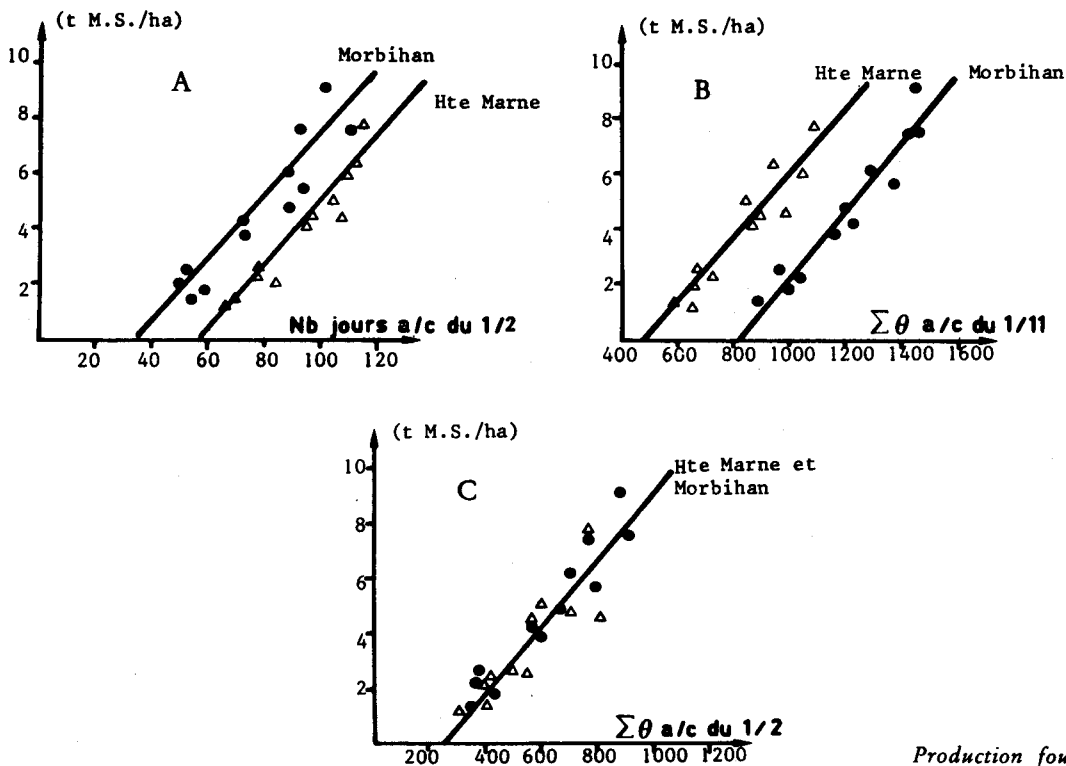 (t M.S./ha)
A
Morbihan
Hte Marne
10
8
6
4
2
Nb jours a/c du 1/2
20 40 60 80 100 120
(t M.S./ha)
B
Hte Marne
Morbihan
10
8
6
4
2
Σθ a/c du 1/11
400 600 800 1000 1200 1400 1600
(t M.S./ha)
C
Hte Marne et
Morbihan
10
8
6
4
2
Σθ a/c du 1/2
200 400 600 800 1000 1200
Production fou